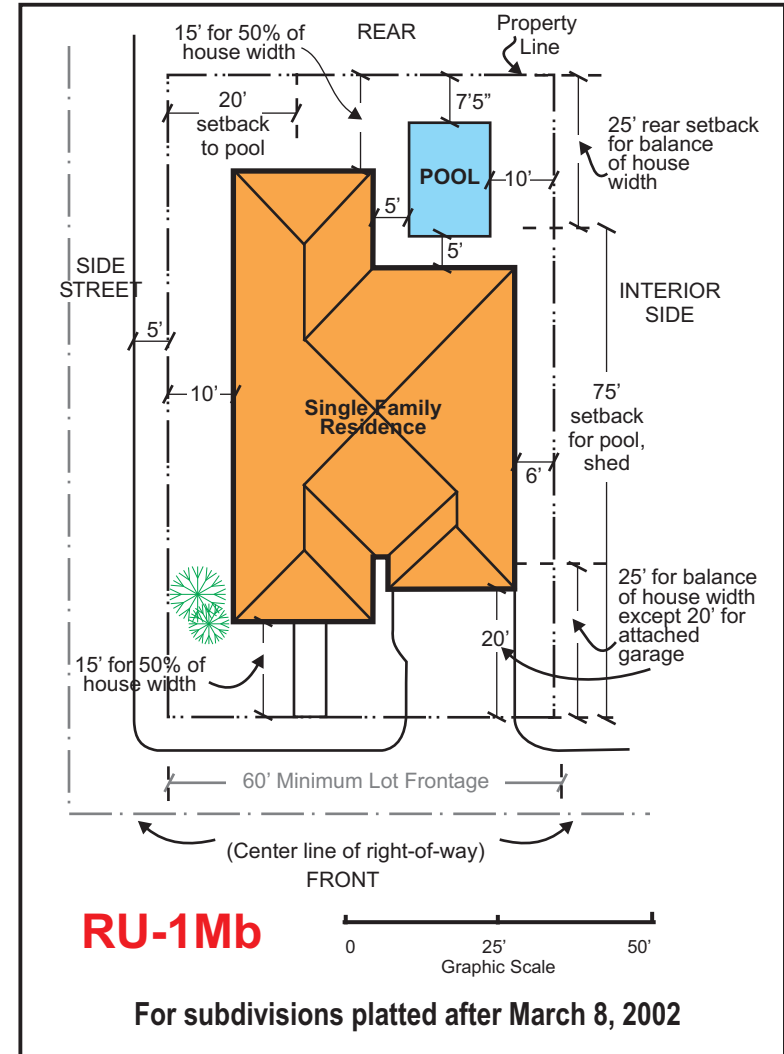 15' for 50% of
house width
REAR
Property
Line
20'
setback
to pool
7'5"
25' rear setback
for balance
of house
width
POOL
10'
5'
5'
SIDE
STREET
INTERIOR
SIDE
5'
10'
Single Family
Residence
75'
setback
for pool,
shed
6'
25' for balance
of house width
except 20' for
attached
garage
20'
15' for 50% of
house width
60' Minimum Lot Frontage
(Center line of right-of-way)
FRONT
RU-1Mb
0 25' 50'
Graphic Scale
For subdivisions platted after March 8, 2002